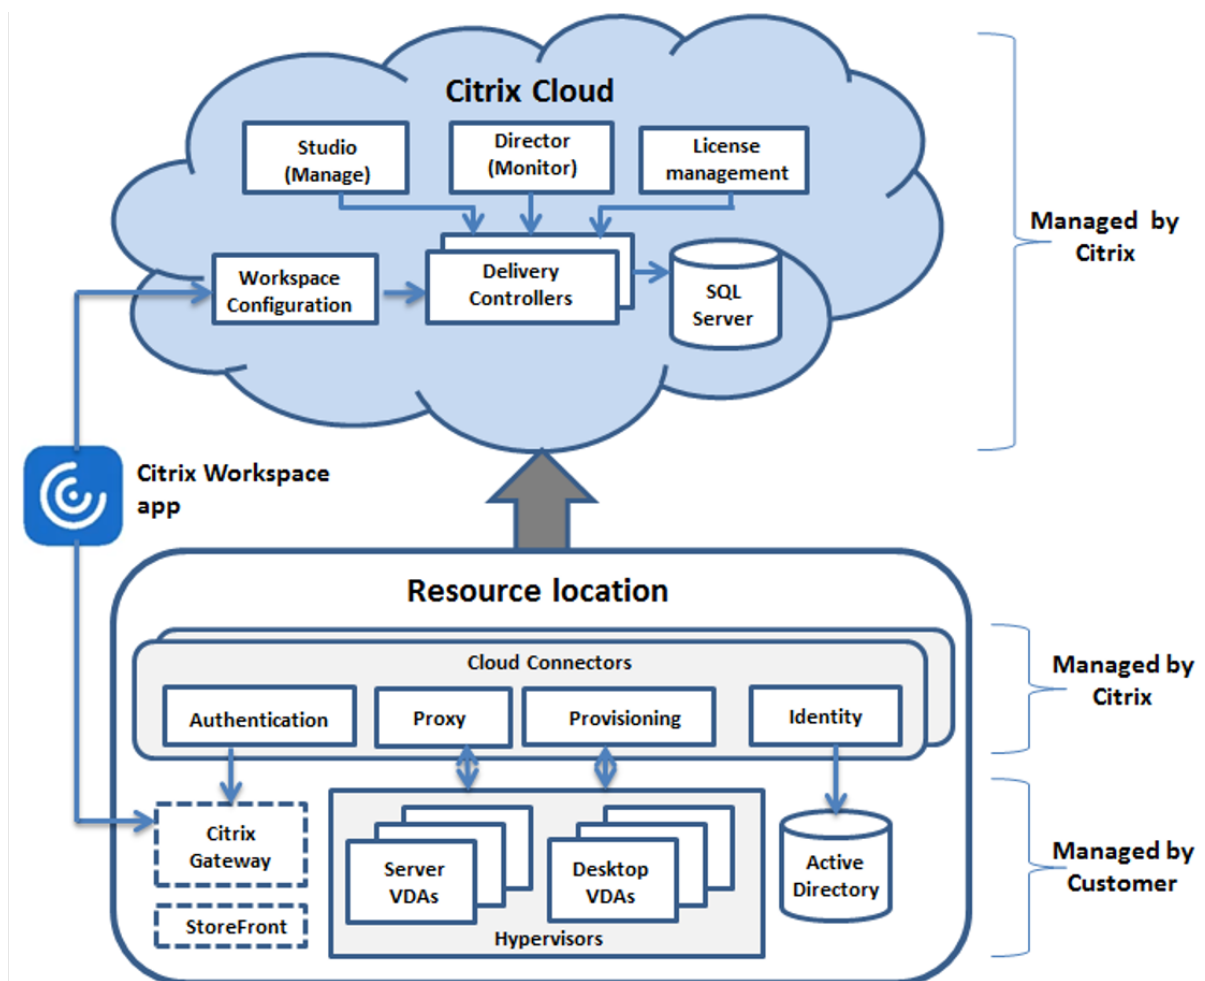 Citrix Cloud
Studio
(Manage)
Director
(Monitor)
License
management
Managed by
Citrix
Workspace
Configuration
Delivery
Controllers
SQL
Server
Citrix Workspace
app
Resource location
Cloud Connectors
Authentication
Proxy
Provisioning
Identity
Managed by
Citrix
Citrix
Gateway
StoreFront
Server
VDAs
Desktop
VDAs
Hypervisors
Active
Directory
Managed by
Customer